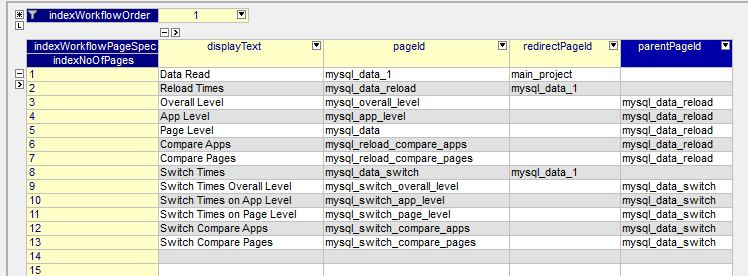 indexWorkflowOrder 1
indexWorkflowPageSpec displayText pageId redirectPageId parentPageId
indexNoOfPages
1 Data Read mysql_data_1 main_project
2 Reload Times mysql_data_reload mysql_data_1
3 Overall Level mysql_overall_level mysql_data_reload
4 App Level mysql_app_level mysql_data_reload
5 Page Level mysql_data mysql_data_reload
6 Compare Apps mysql_reload_compare_apps mysql_data_reload
7 Compare Pages mysql_reload_compare_pages mysql_data_reload
8 Switch Times mysql_data_switch mysql_data_1
9 Switch Times Overall Level mysql_switch_overall_level mysql_data_switch
10 Switch Times on App Level mysql_switch_app_level mysql_data_switch
11 Switch Times on Page Level mysql_switch_page_level mysql_data_switch
12 Switch Compare Apps mysql_switch_compare_apps mysql_data_switch
13 Switch Compare Pages mysql_switch_compare_pages mysql_data_switch
14
15